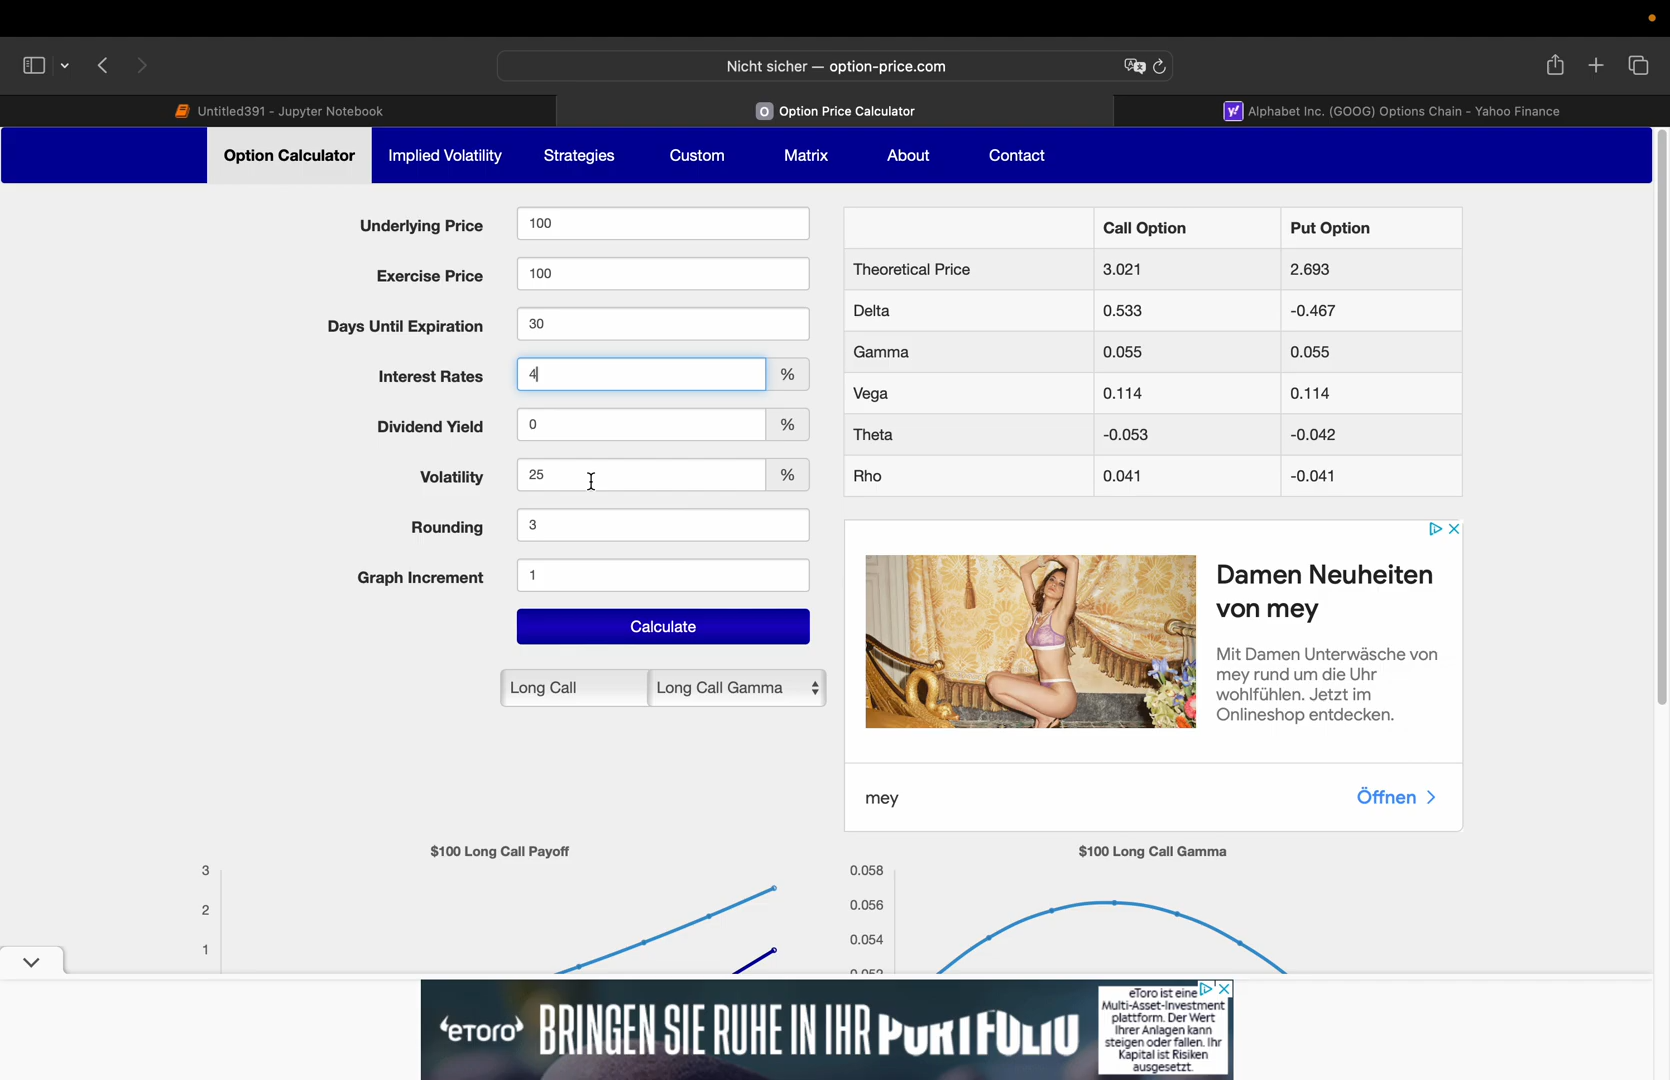 Nicht sicher — option-price.com
Untitled391 - Jupyter Notebook
O Option Price Calculator
y! Alphabet Inc. (GOOG) Options Chain - Yahoo Finance
Option Calculator Implied Volatility Strategies Custom Matrix About Contact
Underlying Price 100
Exercise Price 100
Days Until Expiration 30
Interest Rates 4 %
Dividend Yield 0 %
Volatility 25 %
Rounding 3
Graph Increment 1
Calculate
Long Call Long Call Gamma
Call Option Put Option
Theoretical Price 3.021 2.693
Delta 0.533 -0.467
Gamma 0.055 0.055
Vega 0.114 0.114
Theta -0.053 -0.042
Rho 0.041 -0.041
Damen Neuheiten
von mey
Mit Damen Unterwäsche von
mey rund um die Uhr
wohlfühlen. Jetzt im
Onlineshop entdecken.
mey Öffnen
$100 Long Call Payoff
3
2
1
$100 Long Call Gamma
0.058
0.056
0.054
0.052
eToro BRINGEN SIE RUHE IN IHR PORTFOLIO
eToro ist eine
Multi-Asset-Investment
plattform. Der Wert
Ihrer Anlagen kann
steigen oder fallen. Ihr
Kapital ist Risiken
ausgesetzt.